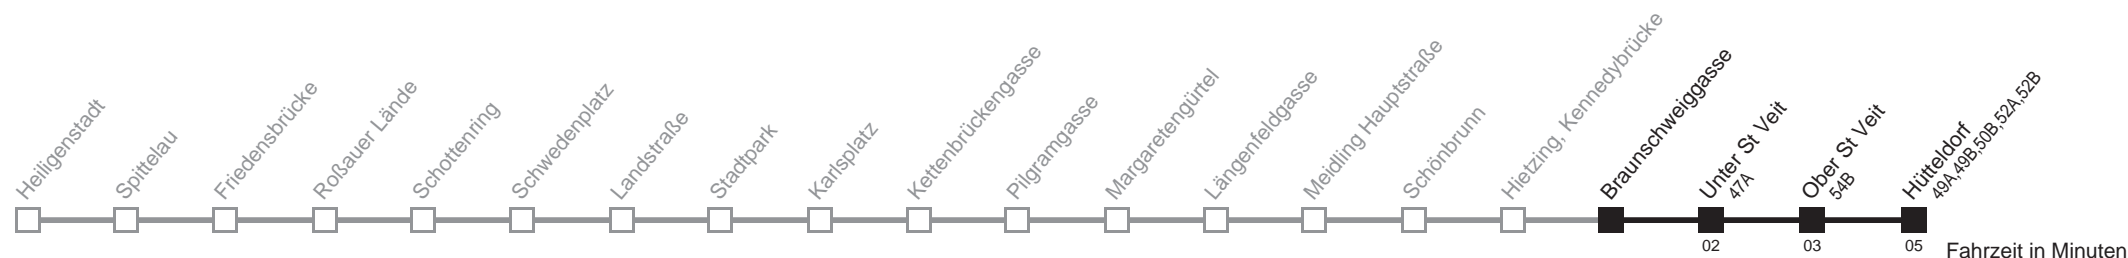 Heiligenstadt
Spittelau
Friedensbrücke
Roßauer Lände
Schottenring
Schwedenplatz
Landstraße
Stadtpark
Karlsplatz
Kettenbrückengasse
Pilgramgasse
Margaretengürtel
Längenfeldgasse
Meidling Hauptstraße
Schönbrunn
Hietzing, Kennedybrücke
Braunschweiggasse
Unter St Veit
47A
Ober St Veit
54B
Hütteldorf
49A,49B,50B,52A,52B
02
03
05
Fahrzeit in Minuten